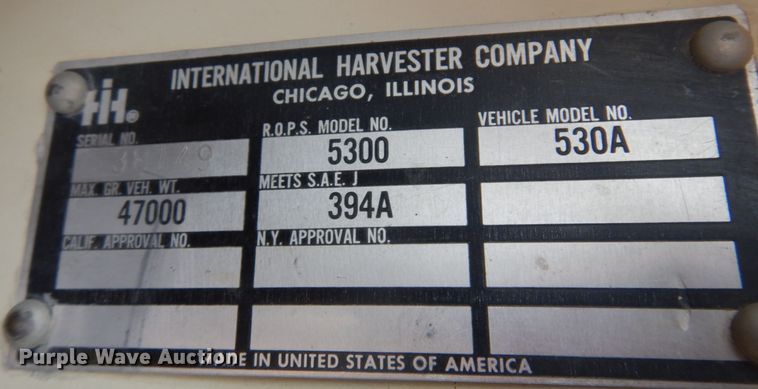 INTERNATIONAL HARVESTER COMPANY
IH®
CHICAGO, ILLINOIS
SERIAL NO.
R.O.P.S. MODEL NO.
5300
VEHICLE MODEL NO.
530A
MAX. GR. VEH. WT.
47000
MEETS S.A.E. J
394A
CALIF. APPROVAL NO.
N.Y. APPROVAL NO.
IN UNITED STATES OF AMERICA
Purple Wave Auction